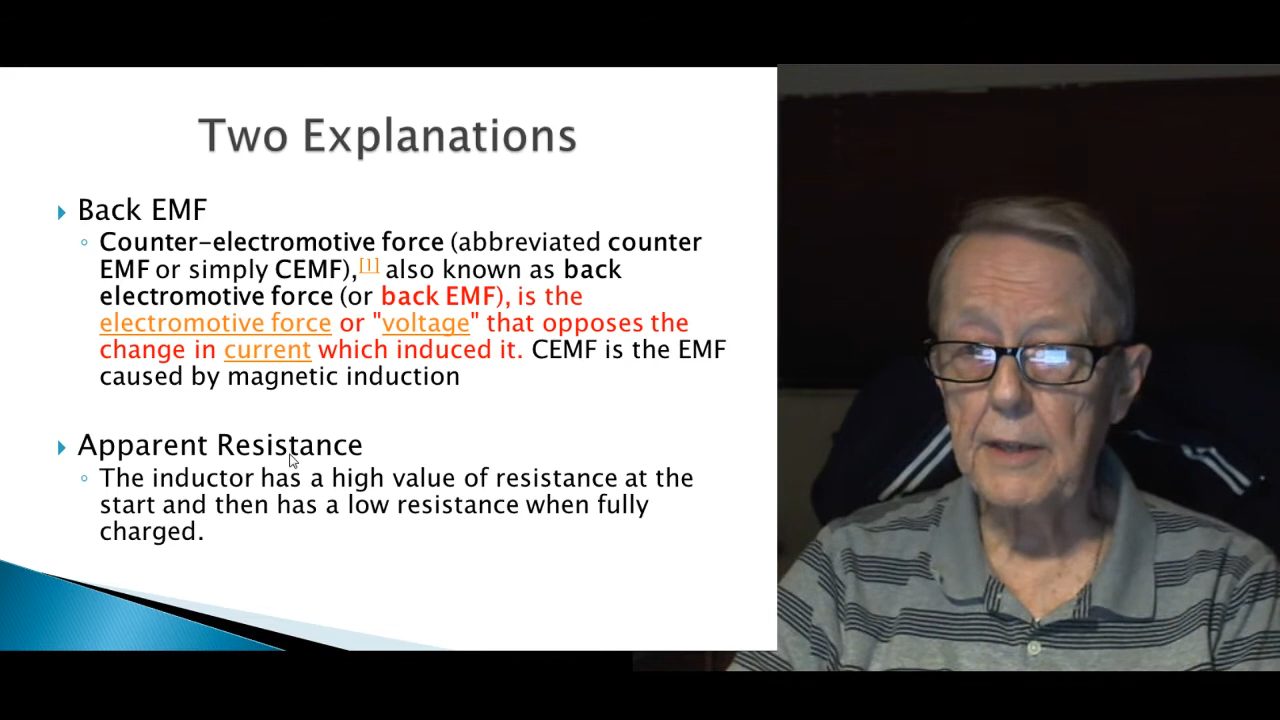 Two Explanations
Back EMF
Counter-electromotive force (abbreviated counter
EMF or simply CEMF),[1] also known as back
electromotive force (or back EMF), is the
electromotive force or "voltage" that opposes the
change in current which induced it. CEMF is the EMF
caused by magnetic induction
Apparent Resistance
The inductor has a high value of resistance at the
start and then has a low resistance when fully
charged.